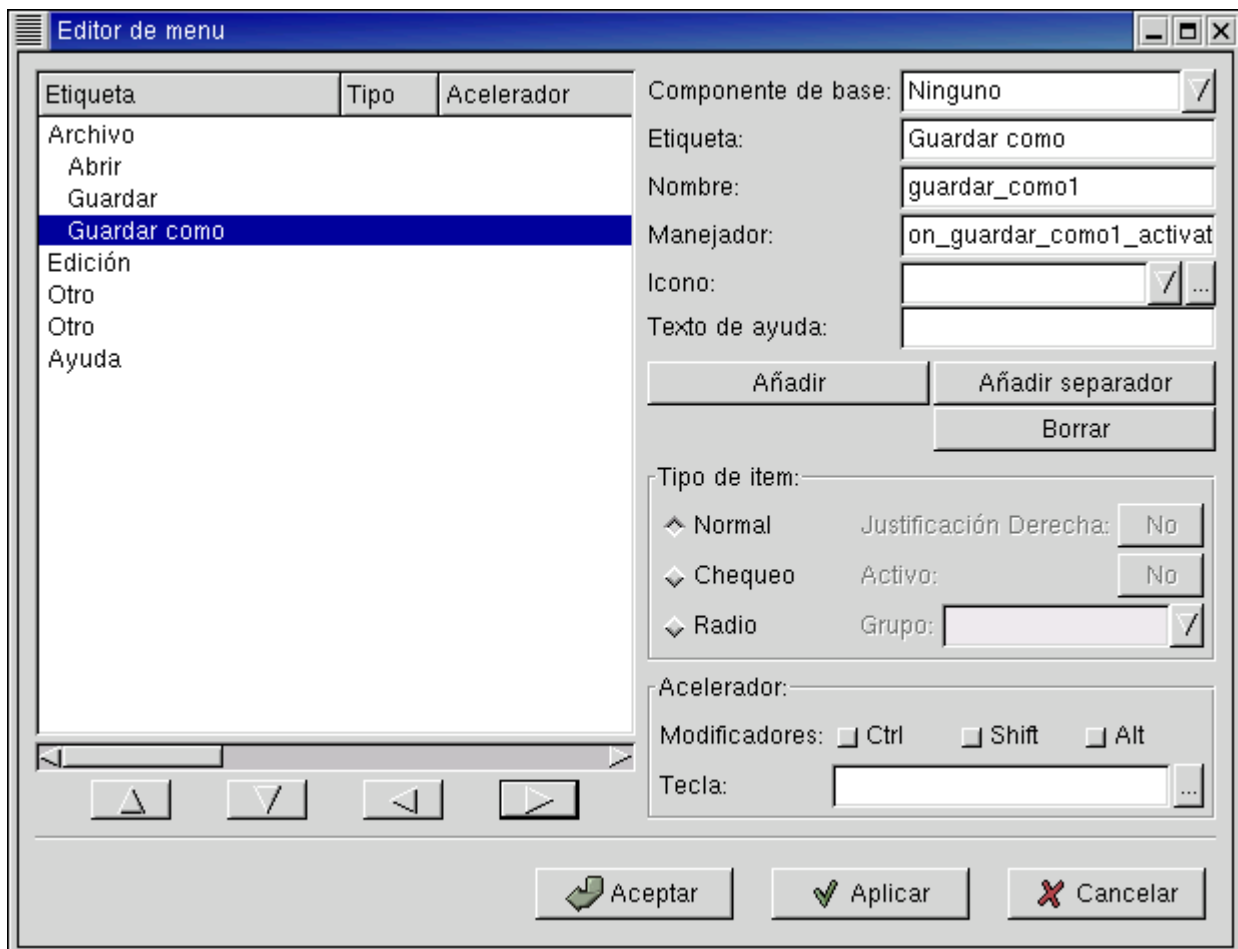 Editor de menu
Etiqueta Tipo Acelerador
Archivo
Abrir
Guardar
Guardar como
Edición
Otro
Otro
Ayuda
Componente de base: Ninguno
Etiqueta: Guardar como
Nombre: guardar_como1
Manejador: on_guardar_como1_activat
Icono: ...
Texto de ayuda:
Añadir Añadir separador
Borrar
Tipo de item:
Normal Justificación Derecha: No
Chequeo Activo: No
Radio Grupo:
Acelerador:
Modificadores: Ctrl Shift Alt
Tecla: ...
Aceptar Aplicar Cancelar